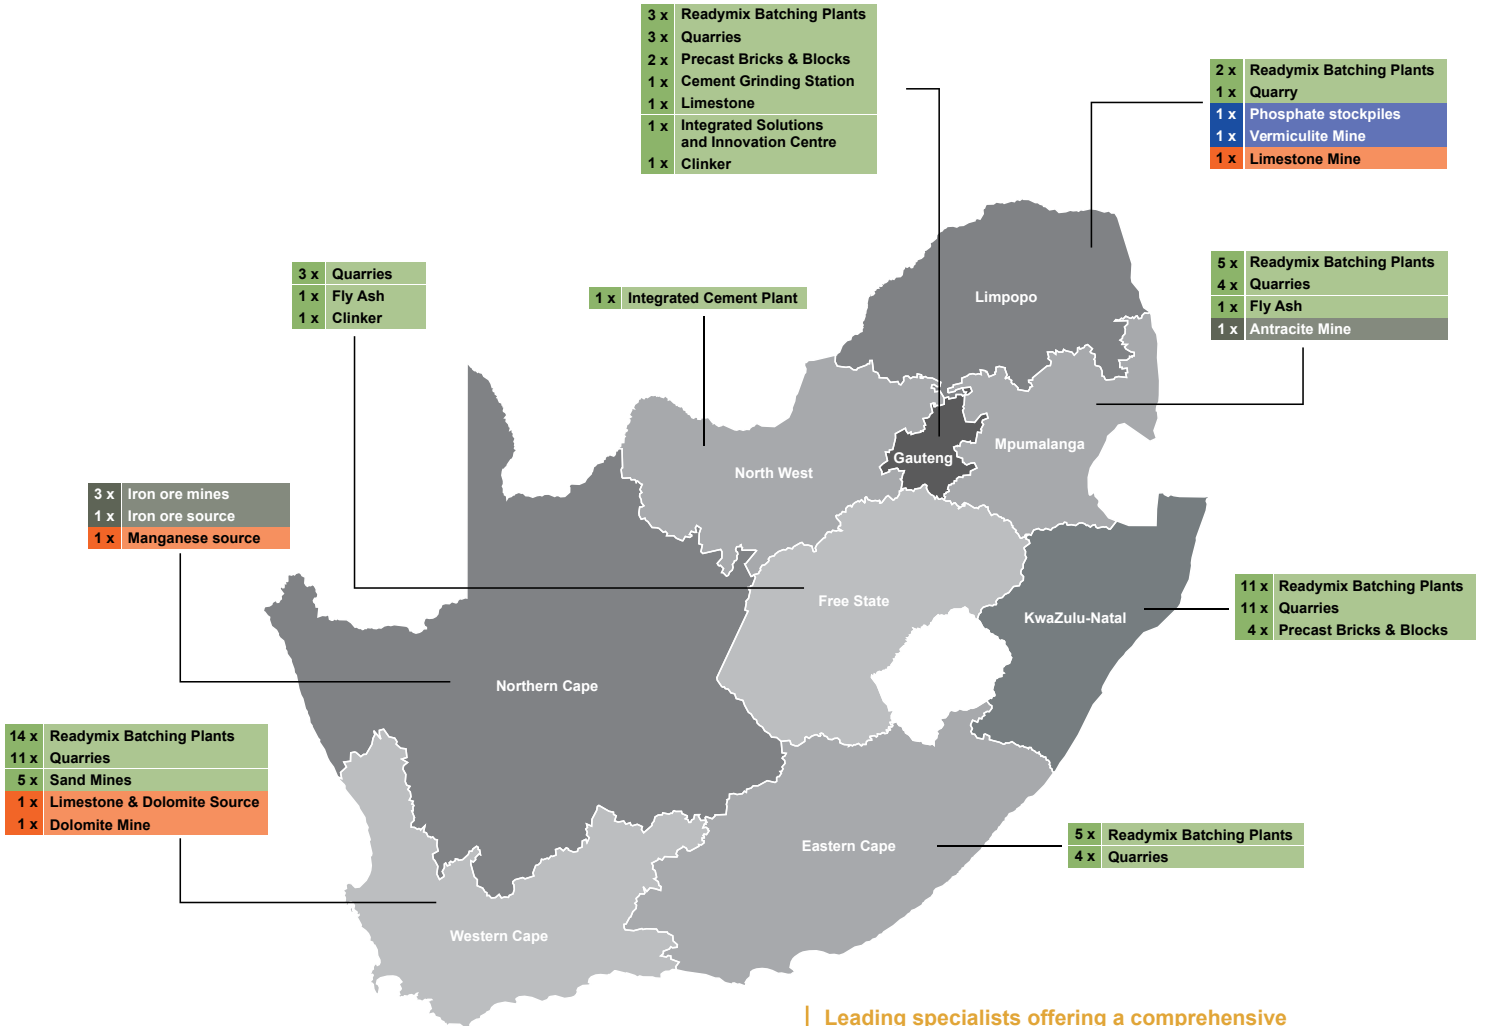 3 x Readymix Batching Plants
3 x Quarries
2 x Precast Bricks & Blocks
1 x Cement Grinding Station
1 x Limestone
1 x Integrated Solutions
and Innovation Centre
1 x Clinker
2 x Readymix Batching Plants
1 x Quarry
1 x Phosphate stockpiles
1 x Vermiculite Mine
1 x Limestone Mine
5 x Readymix Batching Plants
4 x Quarries
1 x Fly Ash
1 x Antracite Mine
3 x Quarries
1 x Fly Ash
1 x Clinker
1 x Integrated Cement Plant
Limpopo
Mpumalanga
Gauteng
North West
3 x Iron ore mines
1 x Iron ore source
1 x Manganese source
Free State
KwaZulu-Natal
11 x Readymix Batching Plants
11 x Quarries
4 x Precast Bricks & Blocks
Northern Cape
14 x Readymix Batching Plants
11 x Quarries
5 x Sand Mines
1 x Limestone & Dolomite Source
1 x Dolomite Mine
Eastern Cape
5 x Readymix Batching Plants
4 x Quarries
Western Cape
Leading specialists offering a comprehensive